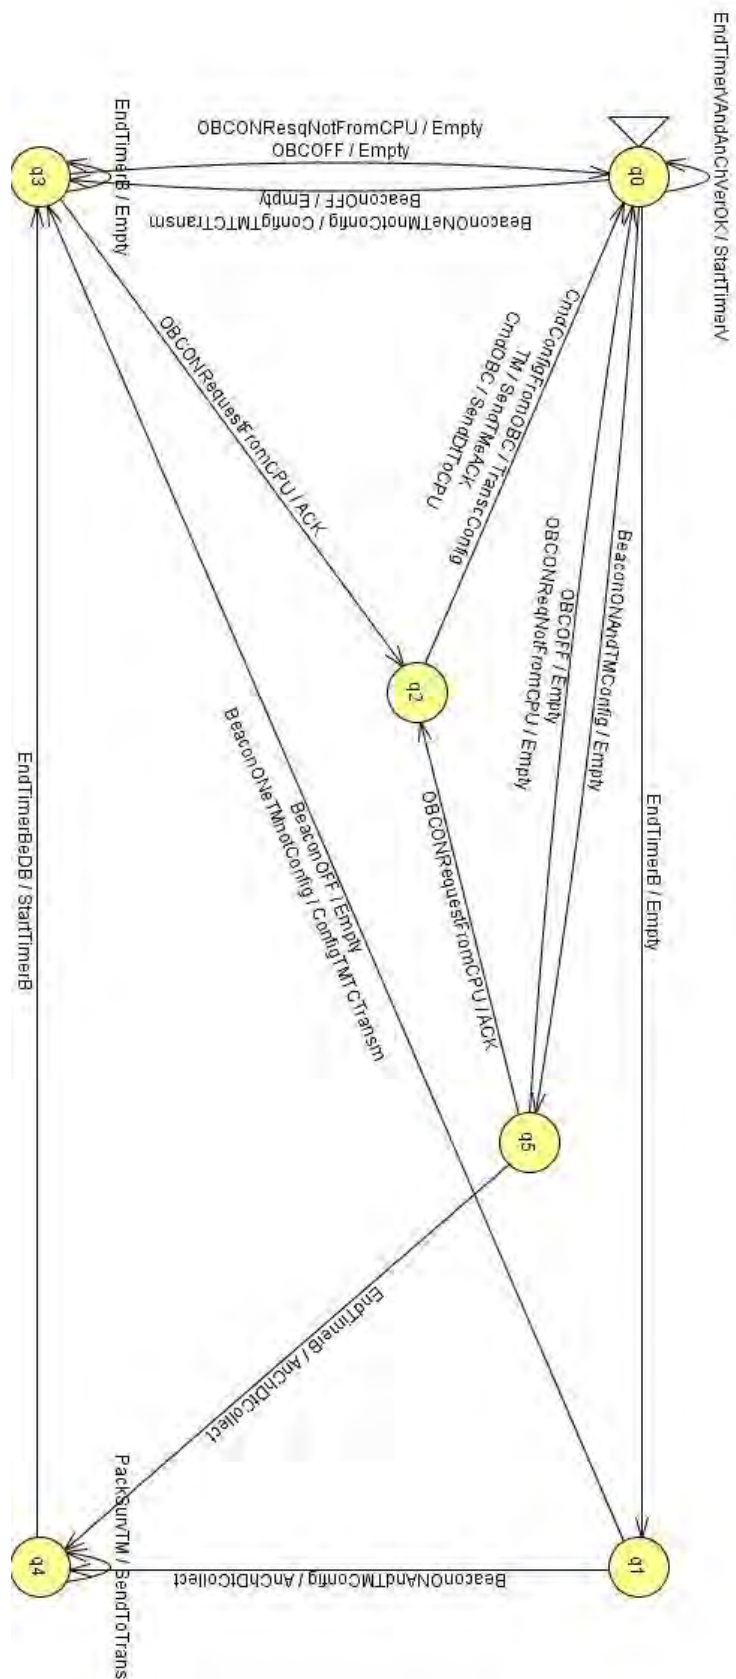 EndTimerVAndAnChVerOK / StartTimerV
q0
OBCONResqNotFromCPU / Empty
OBCOFF / Empty
BeaconOFF / Empty
BeaconONeTMnotConfig / ConfigTMTCTransm
EndTimerB / Empty
q3
CmdConfigFromOBC / TranscConfig
TM / SendTMeACK
CmdOBC / SendDtToCPU
OBCONRequestFromCPU / ACK
q2
BeaconONAndTMConfig / Empty
OBCOFF / Empty
OBCONReqNotFromCPU / Empty
EndTimerB / Empty
OBCONRequestFromCPU / ACK
BeaconOFF / Empty
BeaconONeTMnotConfig / ConfigTMTCTransm
EndTimerBeDB / StartTimerB
q5
EndTimerB / AnChDtCollect
PackSurvTM / SendToTrans
q4
BeaconONAndTMConfig / AnChDtCollect
q1